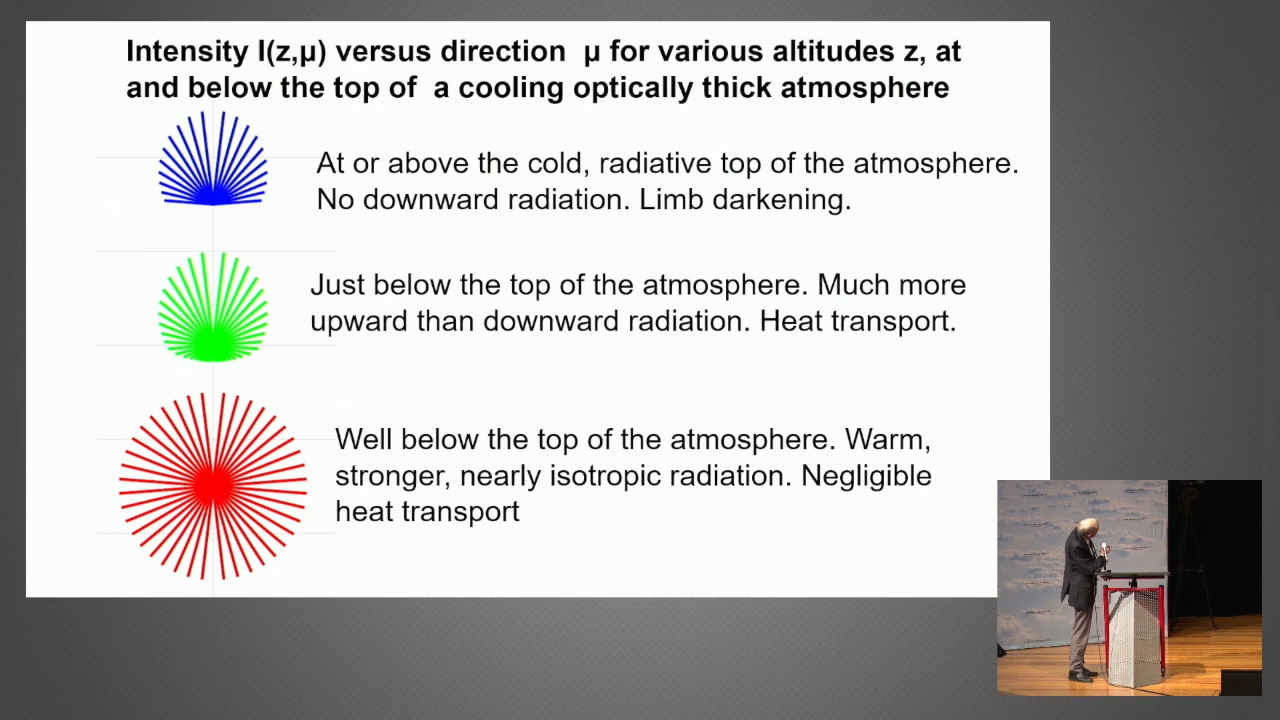 Intensity I(z,μ) versus direction μ for various altitudes z, at
and below the top of a cooling optically thick atmosphere
At or above the cold, radiative top of the atmosphere.
No downward radiation. Limb darkening.
Just below the top of the atmosphere. Much more
upward than downward radiation. Heat transport.
Well below the top of the atmosphere. Warm,
stronger, nearly isotropic radiation. Negligible
heat transport